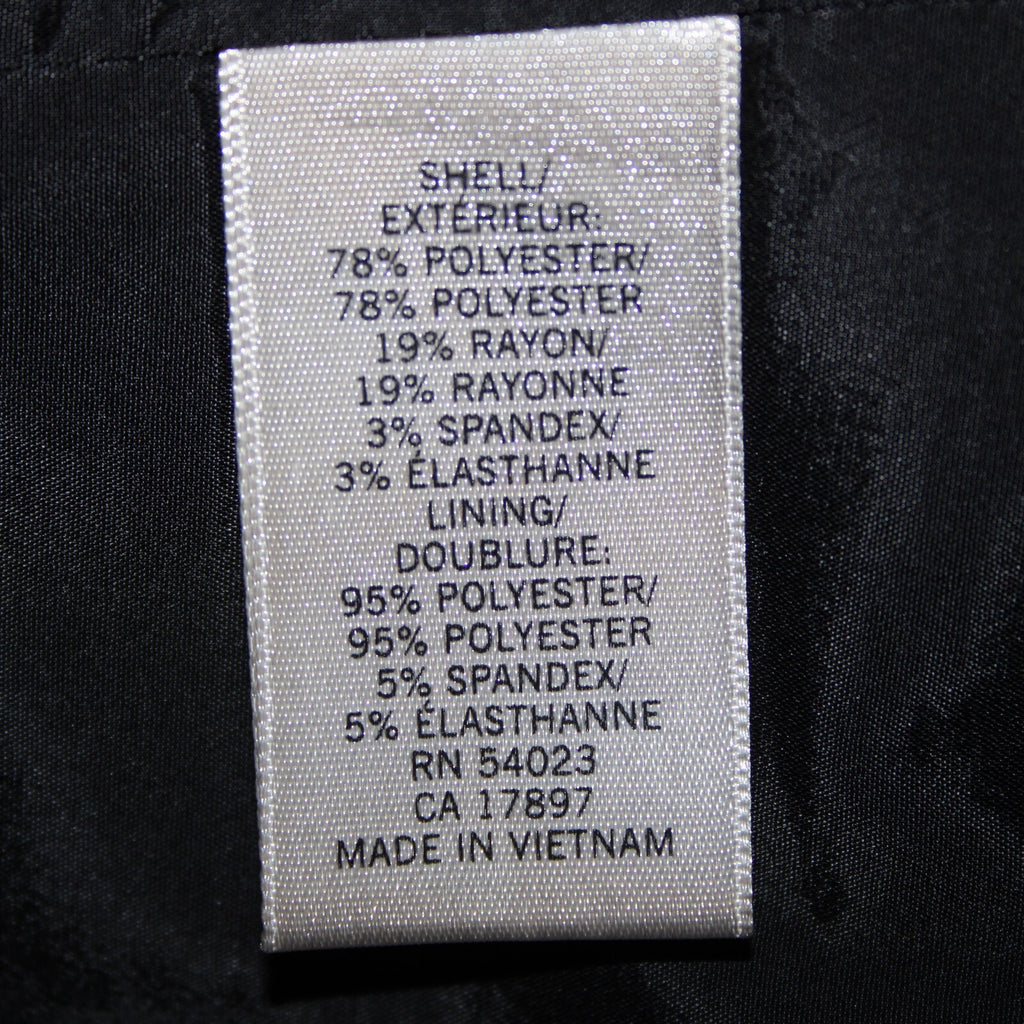 SHELL/
EXTÉRIEUR:
78% POLYESTER/
78% POLYESTER
19% RAYON/
19% RAYONNE
3% SPANDEX/
3% ÉLASTHANNE
LINING/
DOUBLURE:
95% POLYESTER/
95% POLYESTER
5% SPANDEX/
5% ÉLASTHANNE
RN 54023
CA 17897
MADE IN VIETNAM